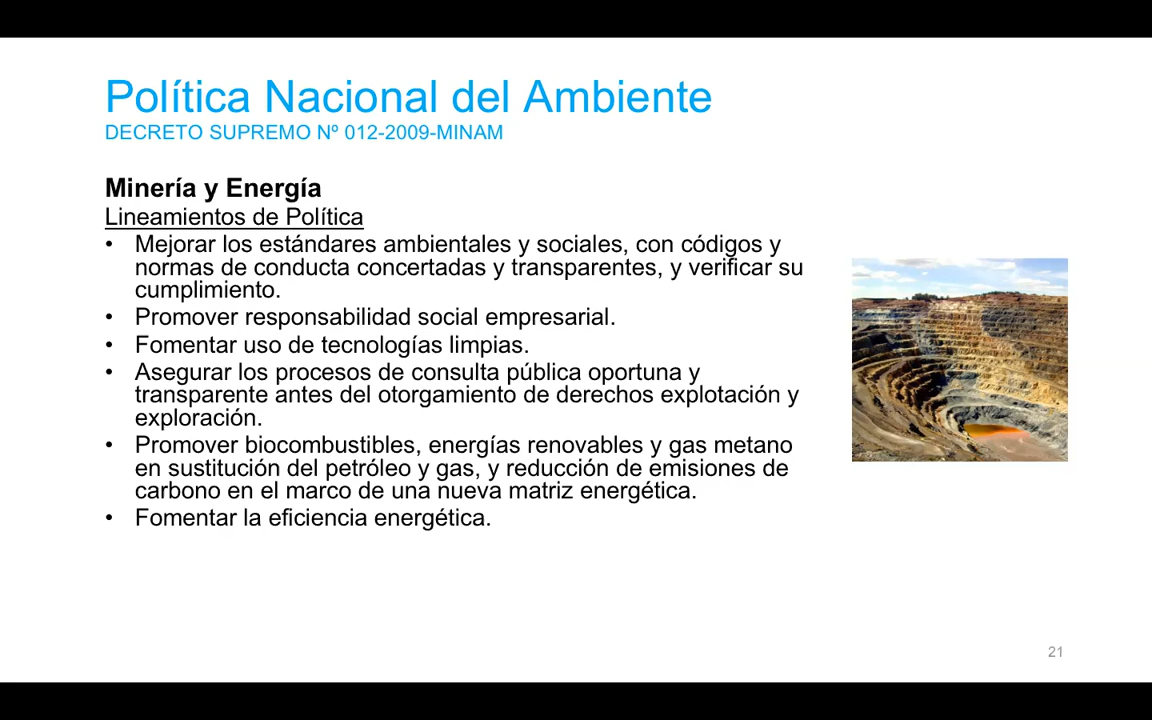 Política Nacional del Ambiente
DECRETO SUPREMO Nº 012-2009-MINAM
Minería y Energía
Lineamientos de Política
• Mejorar los estándares ambientales y sociales, con códigos y
normas de conducta concertadas y transparentes, y verificar su
cumplimiento.
• Promover responsabilidad social empresarial.
• Fomentar uso de tecnologías limpias.
• Asegurar los procesos de consulta pública oportuna y
transparente antes del otorgamiento de derechos explotación y
exploración.
• Promover biocombustibles, energías renovables y gas metano
en sustitución del petróleo y gas, y reducción de emisiones de
carbono en el marco de una nueva matriz energética.
• Fomentar la eficiencia energética.
21